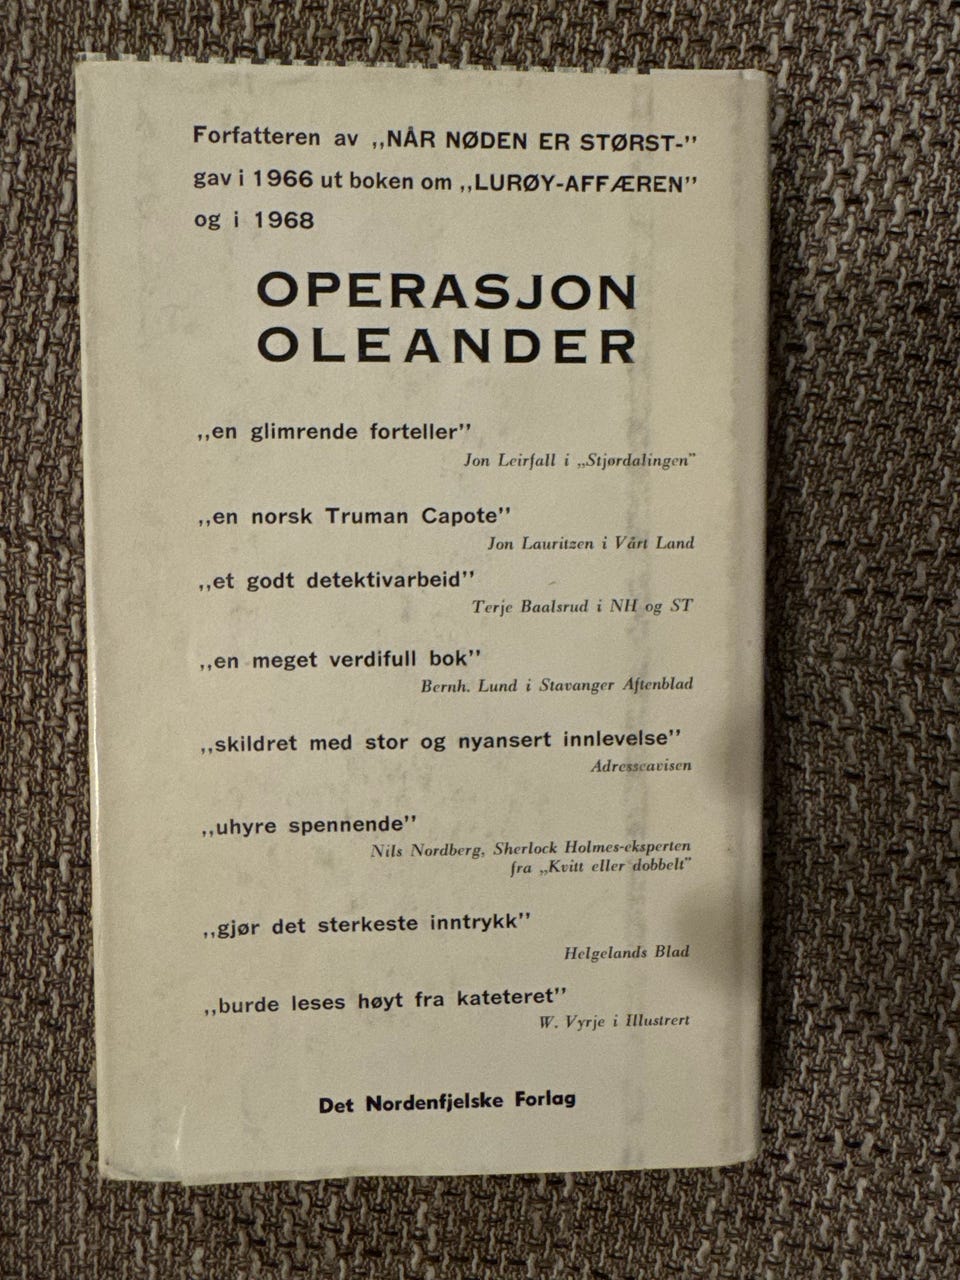 Forfatteren av „NÅR NØDEN ER STØRST-”
gav i 1966 ut boken om „LURØY-AFFÆREN”
og i 1968
OPERASJON
OLEANDER
„en glimrende forteller”
Jon Leirfall i „Stjørdalingen”
„en norsk Truman Capote”
Jon Lauritzen i Vårt Land
„et godt detektivarbeid”
Terje Baalsrud i NH og ST
„en meget verdifull bok”
Bernh. Lund i Stavanger Aftenblad
„skildret med stor og nyansert innlevelse”
Adresseavisen
„uhyre spennende”
Nils Nordberg, Sherlock Holmes-eksperten
fra „Kvitt eller dobbelt”
„gjør det sterkeste inntrykk”
Helgelands Blad
„burde leses høyt fra kateteret”
W. Vyrje i Illustrert
Det Nordenfjelske Forlag